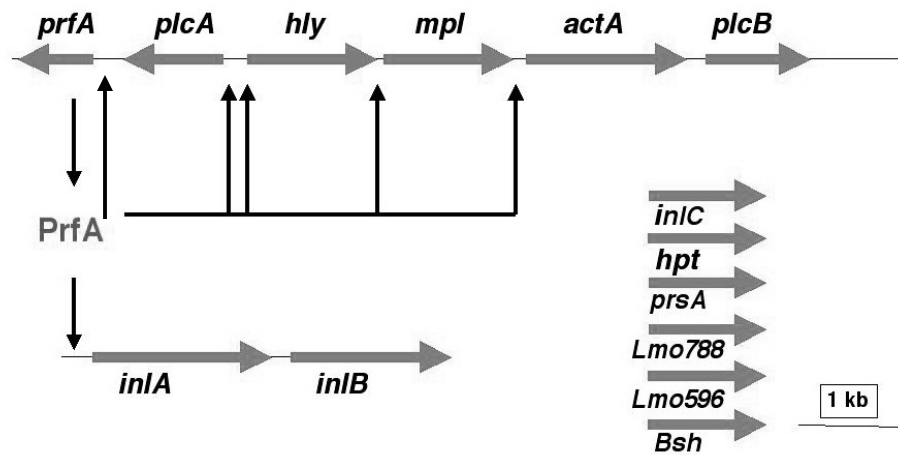 prfA plcA hly mpl actA plcB
PrfA
inlC
hpt
prsA
Lmo788
inlA inlB
Lmo596
1 kb
Bsh